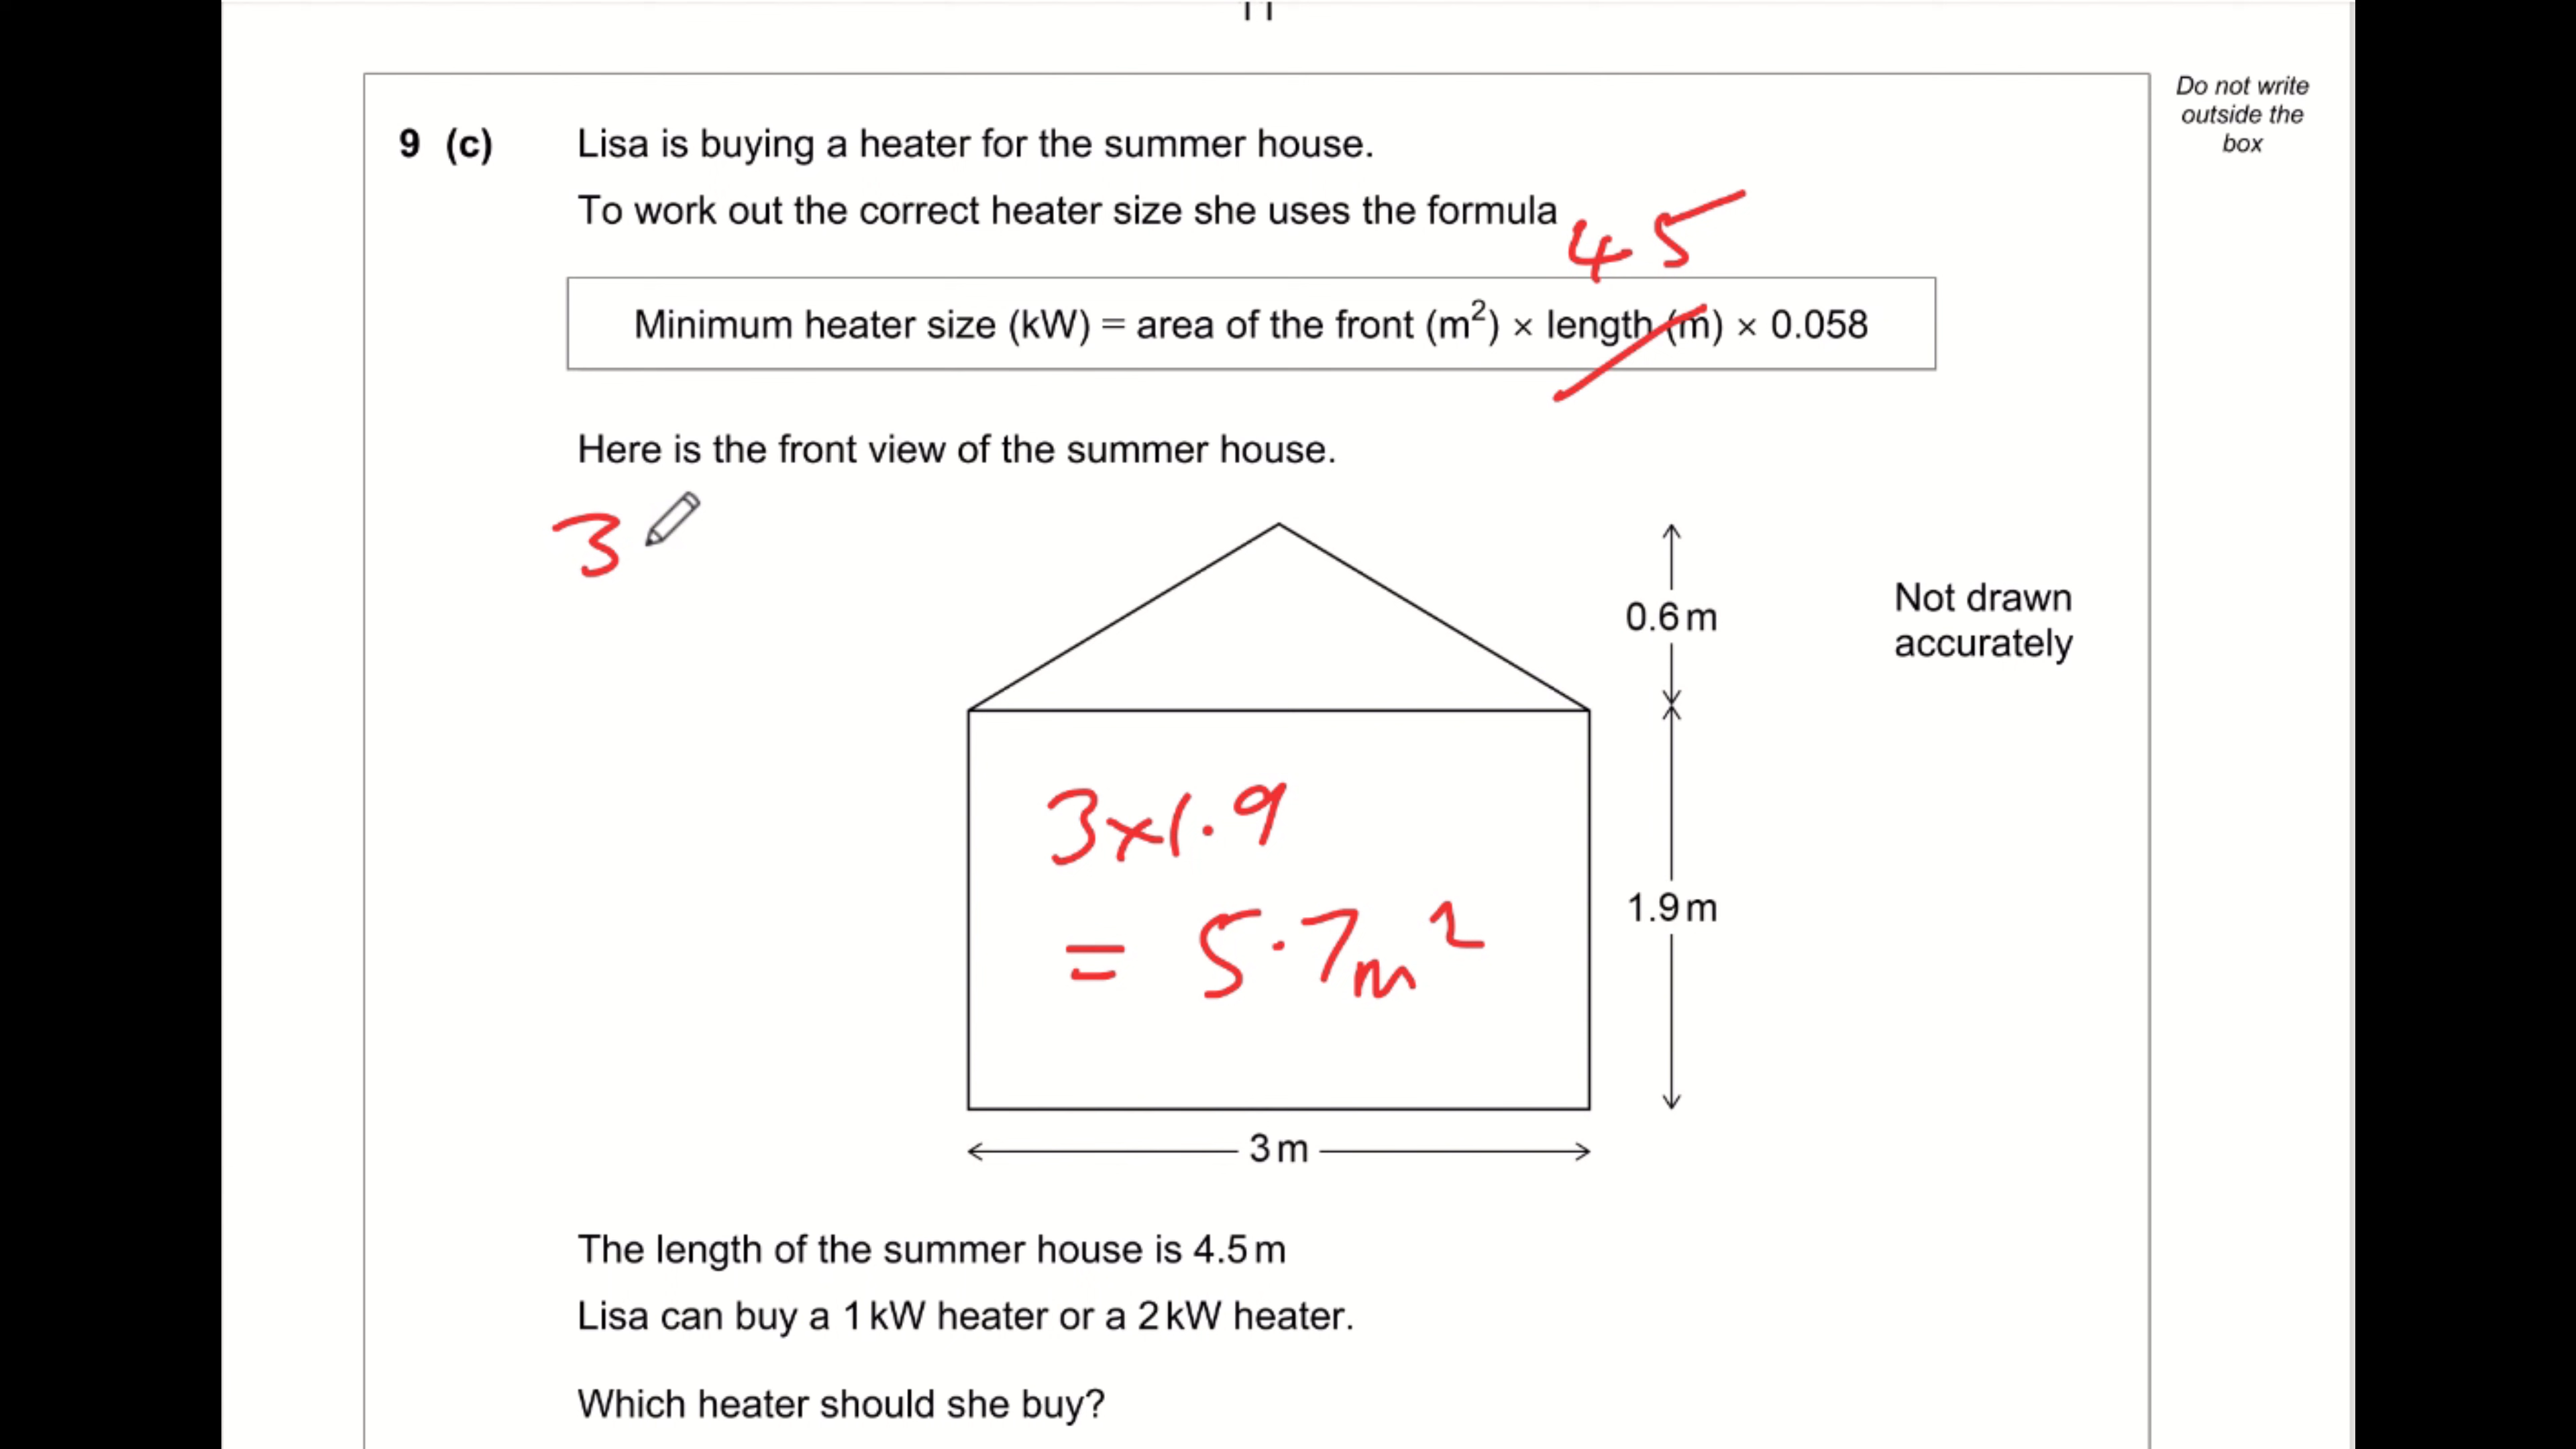 Do not write
outside the
box
9 (c) Lisa is buying a heater for the summer house.
To work out the correct heater size she uses the formula
45
Minimum heater size (kW) = area of the front (m²) × length (m) × 0.058
Here is the front view of the summer house.
3
0.6 m
Not drawn
accurately
3×1.9
= 5.7m²
1.9 m
3 m
The length of the summer house is 4.5 m
Lisa can buy a 1 kW heater or a 2 kW heater.
Which heater should she buy?